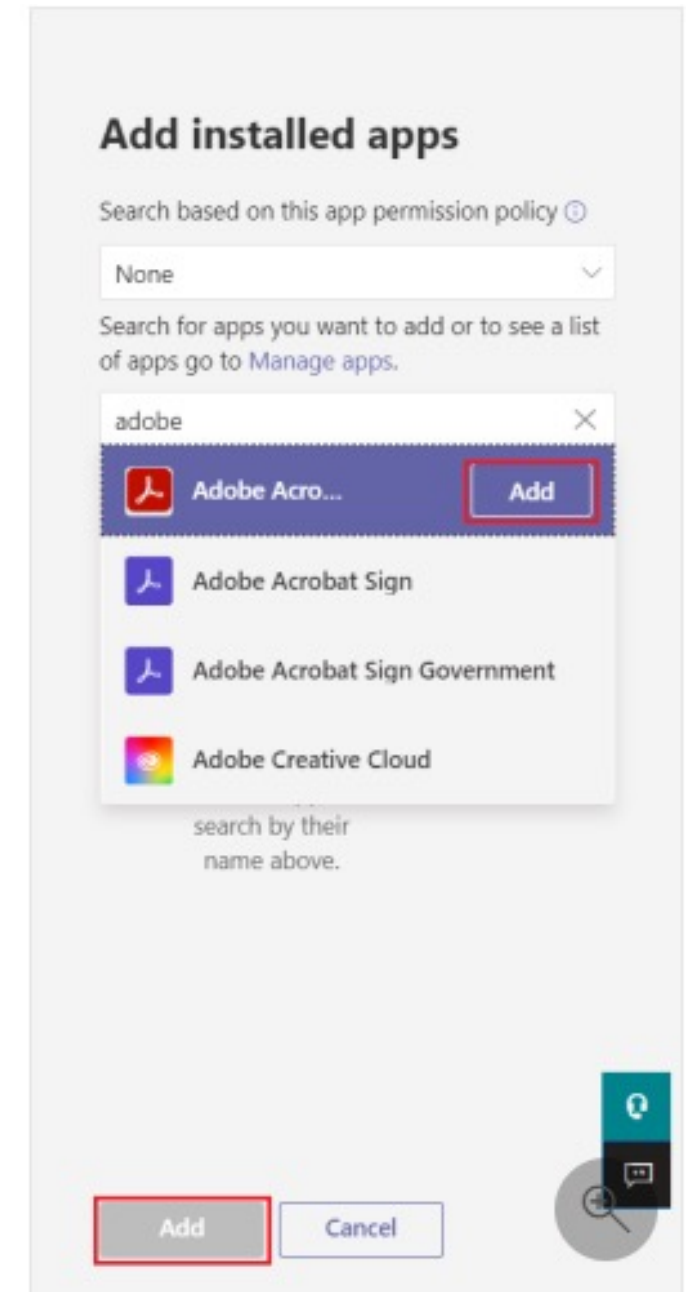 Add installed apps
Search based on this app permission policy
None
Search for apps you want to add or to see a list
of apps go to Manage apps.
adobe
Adobe Acro...
Add
Adobe Acrobat Sign
Adobe Acrobat Sign Government
Adobe Creative Cloud
search by their
name above.
Add
Cancel